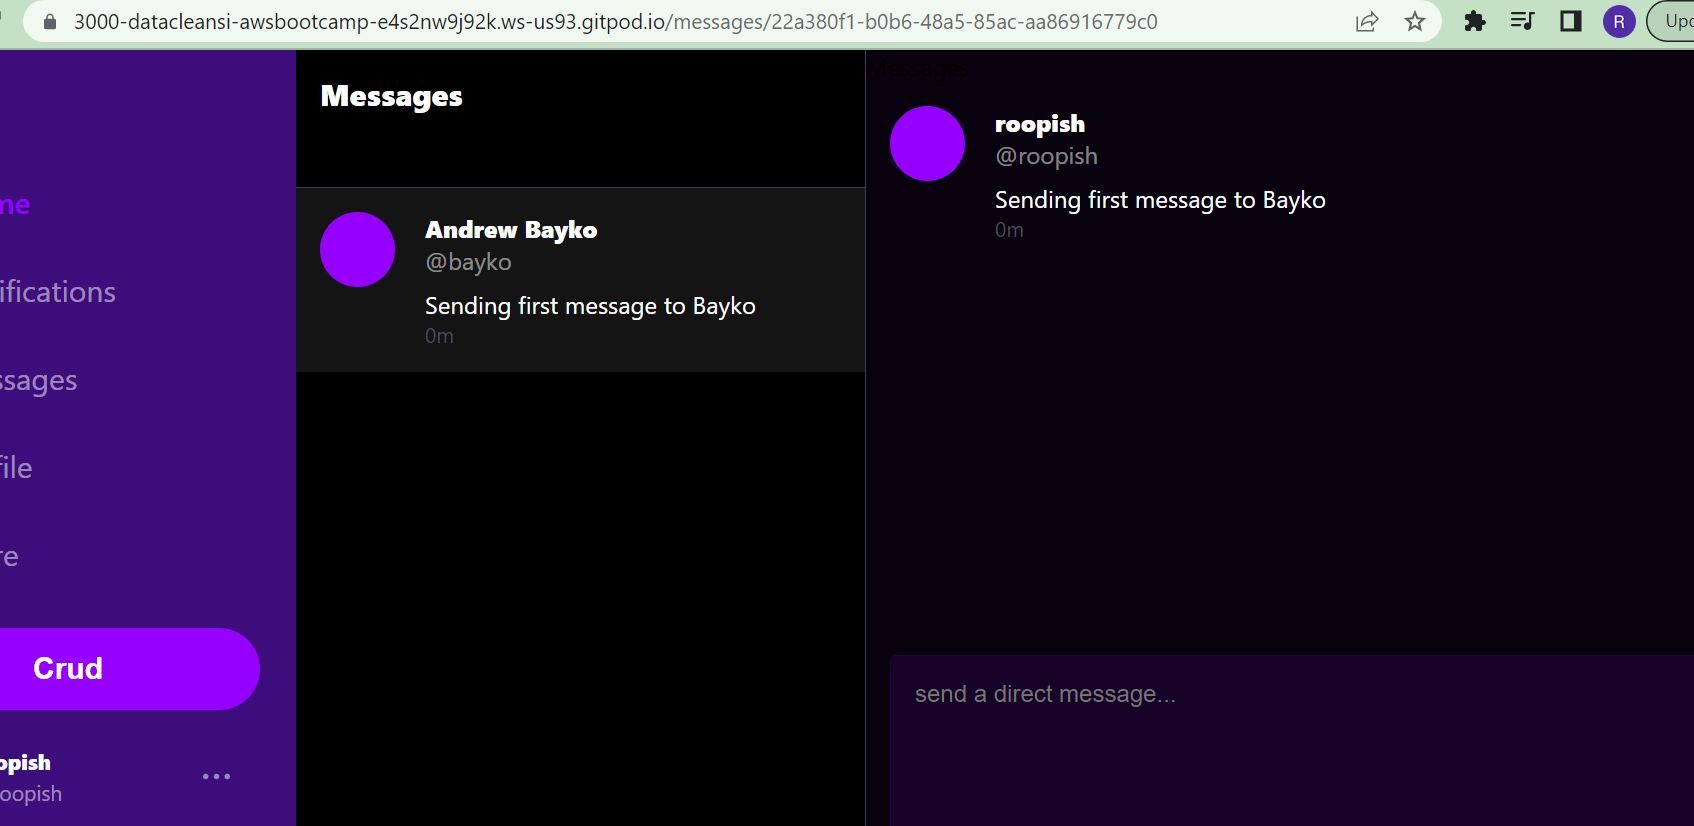 3000-datacleansi-awsbootcamp-e4s2nw9j92k.ws-us93.gitpod.io/messages/22a380f1-b0b6-48a5-85ac-aa86916779c0
R
Upd
me
ifications
ssages
file
re
Crud
opish
oopish
Messages
Andrew Bayko
@bayko
Sending first message to Bayko
0m
Messages
roopish
@roopish
Sending first message to Bayko
0m
send a direct message...